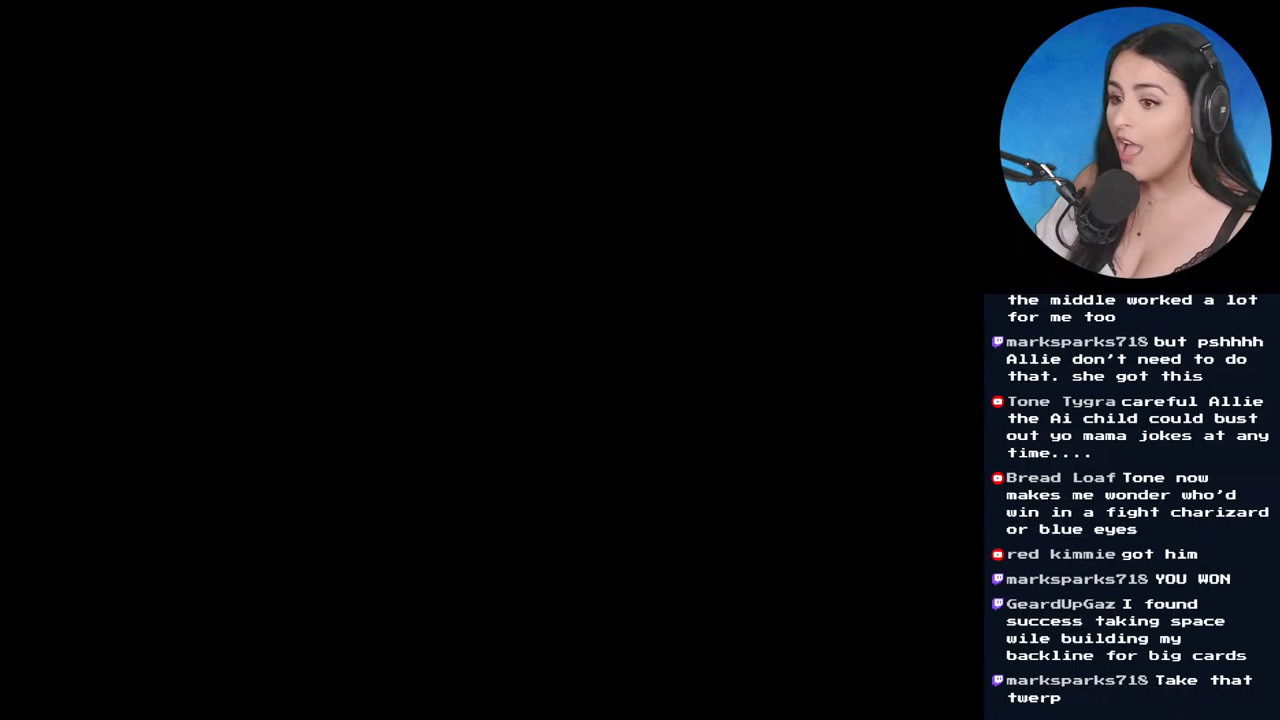 the middle worked a lot
for me too
marksparks718 but pshhhh
Allie don't need to do
that. she got this
Tone Tygra careful Allie
the Ai child could bust
out yo mama jokes at any
time....
Bread Loaf Tone now
makes me wonder who'd
win in a fight charizard
or blue eyes
red kimmie got him
marksparks718 YOU WON
GeardUpGaz I found
success taking space
wile building my
backline for big cards
marksparks718 Take that
twerp